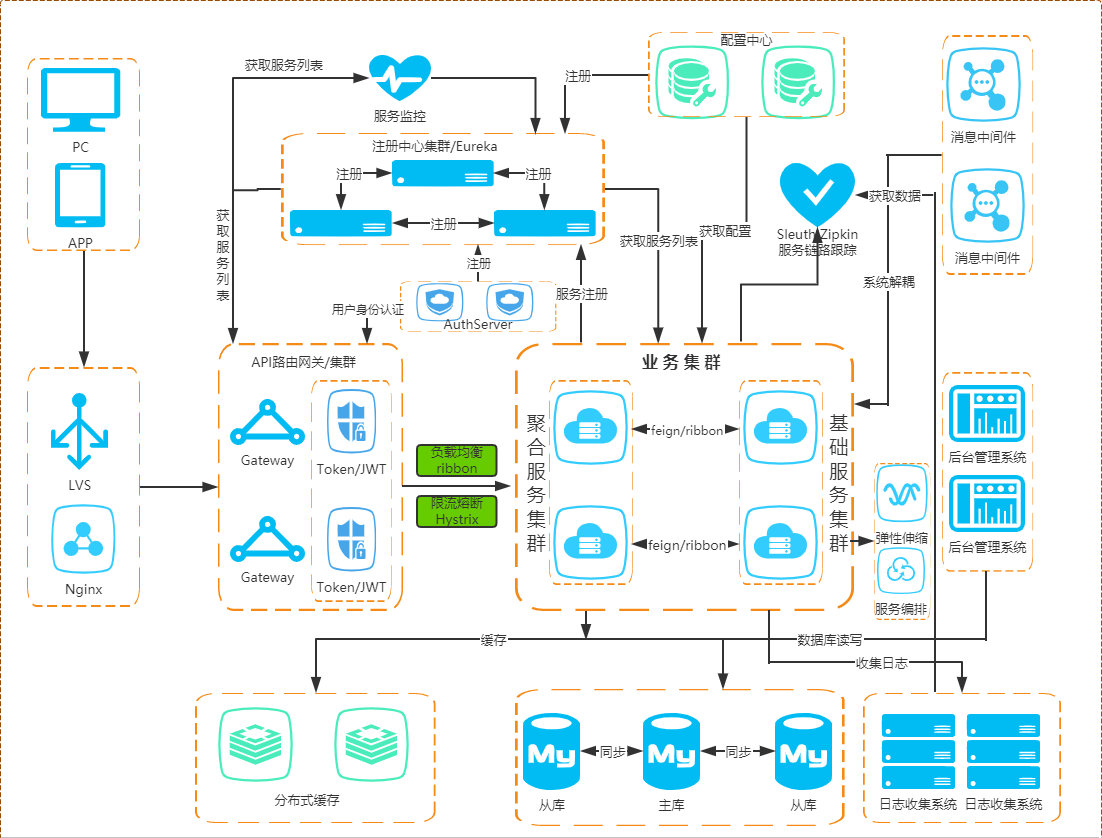 配置中心
获取服务列表
注册
服务监控
消息中间件
PC
注册中心集群/Eureka
注册
注册
获取数据
注册
APP
获取服务列表
获取服务列表
获取配置
Sleuth/Zipkin
服务链路跟踪
消息中间件
注册
系统解耦
服务注册
用户身份认证
AuthServer
API路由网关/集群
业务集群
聚合服务集群
基础服务集群
feign/ribbon
Gateway
Token/JWT
负载均衡
ribbon
后台管理系统
LVS
限流熔断
Hystrix
弹性伸缩
feign/ribbon
后台管理系统
Gateway
Token/JWT
Nginx
服务编排
缓存
数据库读写
收集日志
My
同步
My
同步
My
分布式缓存
从库
主库
从库
日志收集系统
日志收集系统